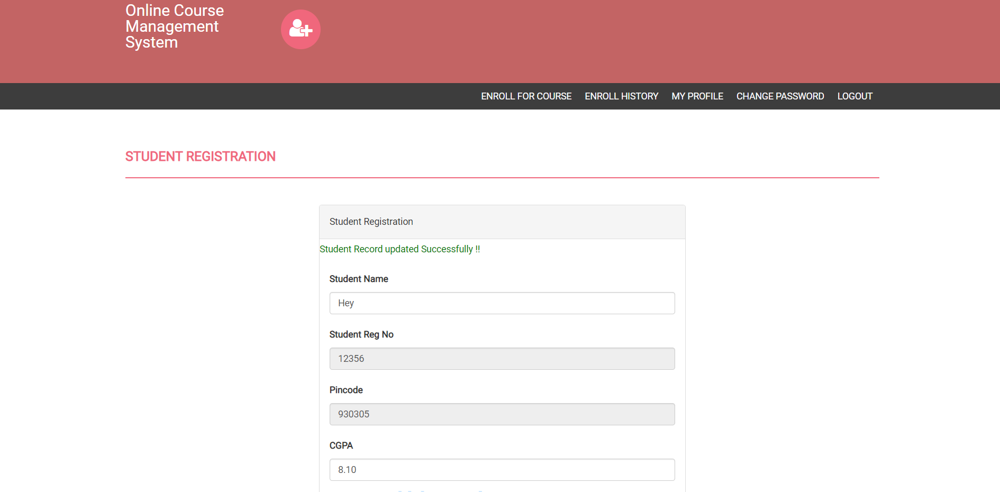 Online Course
Management
System
ENROLL FOR COURSE ENROLL HISTORY MY PROFILE CHANGE PASSWORD LOGOUT
STUDENT REGISTRATION
Student Registration
Student Record updated Successfully !!
Student Name
Hey
Student Reg No
12356
Pincode
930305
CGPA
8.10